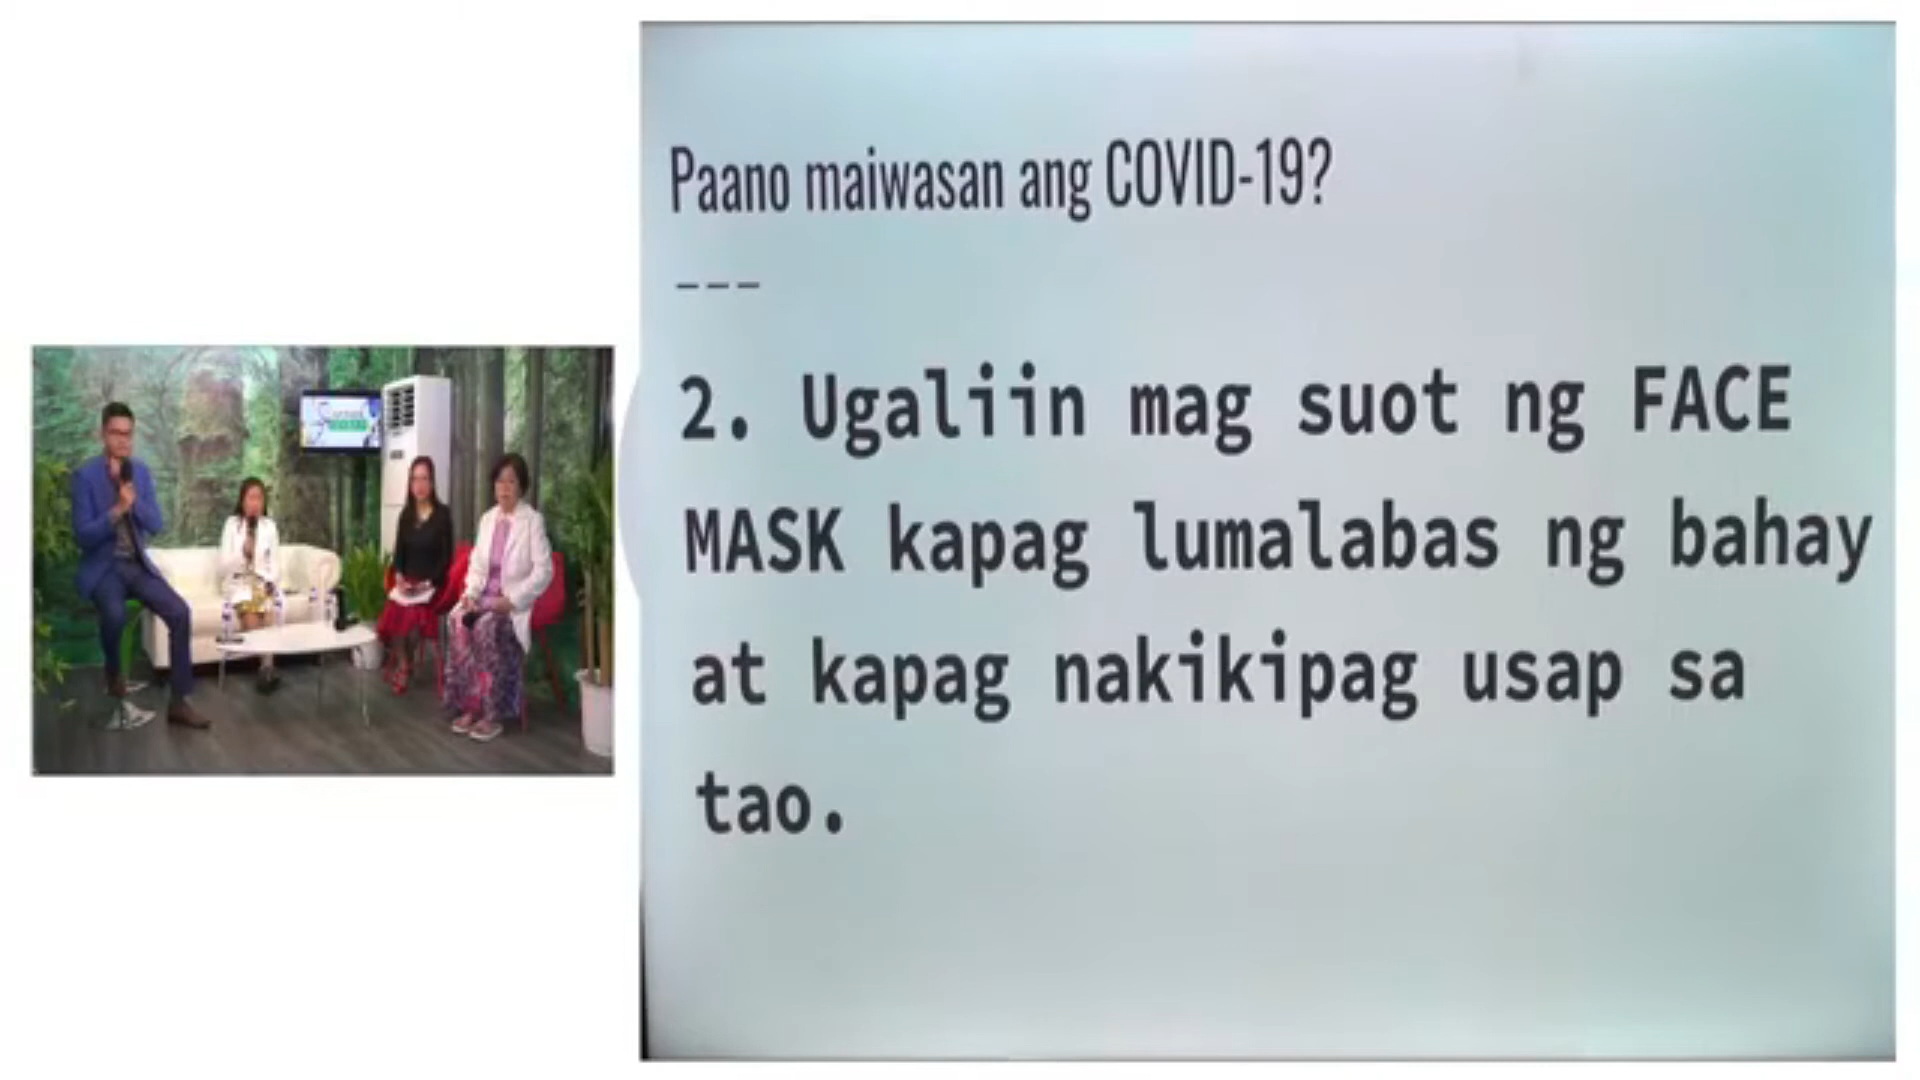 Paano maiwasan ang COVID-19?
---
2. Ugaliin mag suot ng FACE
MASK kapag lumalabas ng bahay
at kapag nakikipag usap sa
tao.